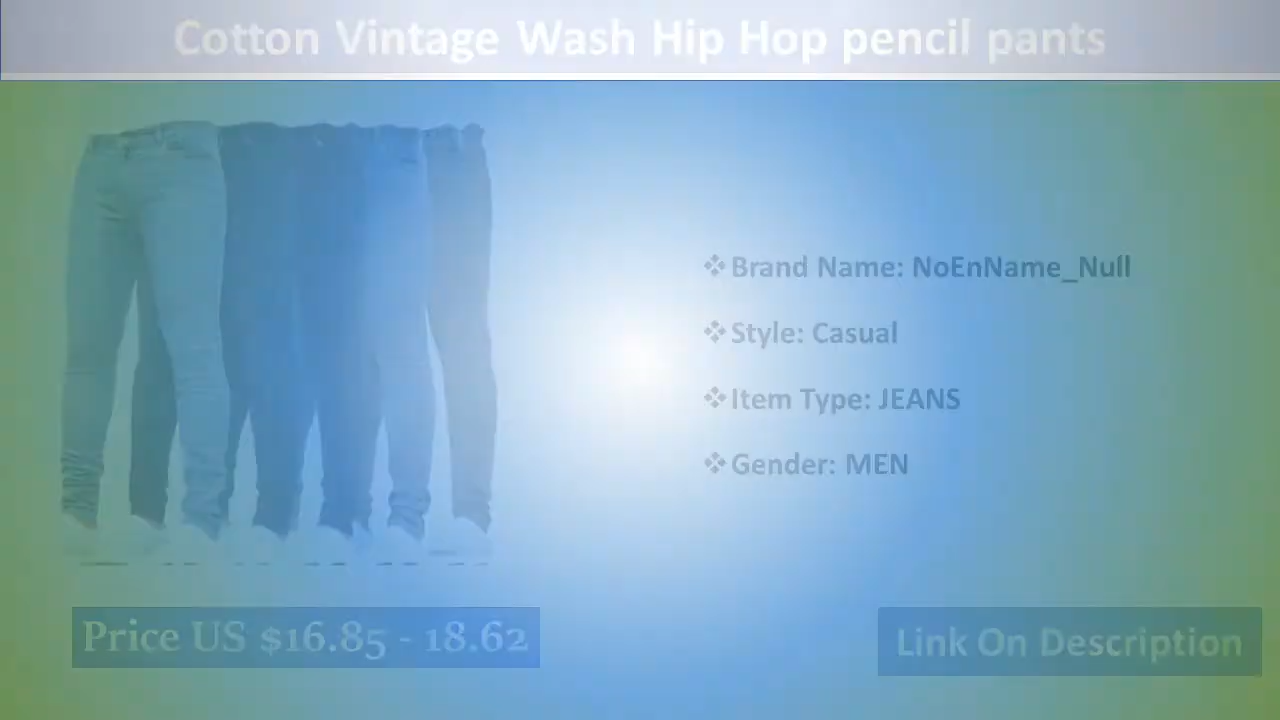 Cotton Vintage Wash Hip Hop pencil pants
❖ Brand Name: NoEnName_Null
❖ Style: Casual
❖ Item Type: JEANS
❖ Gender: MEN
Price US $16.85 - 18.62
Link On Description